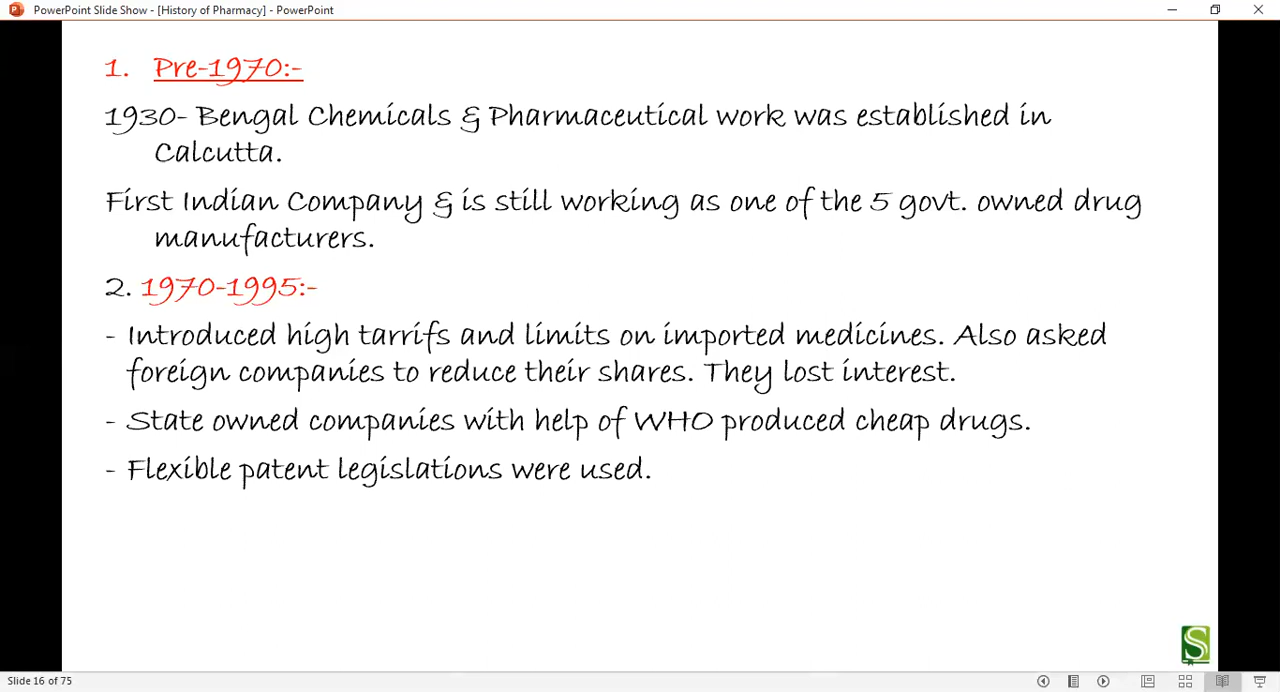 PowerPoint Slide Show - [History of Pharmacy] - PowerPoint
1. Pre-1970:-
1930- Bengal Chemicals & Pharmaceutical work was established in
Calcutta.
First Indian Company & is still working as one of the 5 govt. owned drug
manufacturers.
2. 1970-1995:-
- Introduced high tarrifs and limits on imported medicines. Also asked
foreign companies to reduce their shares. They lost interest.
- State owned companies with help of WHO produced cheap drugs.
- Flexible patent legislations were used.
S
Slide 16 of 75